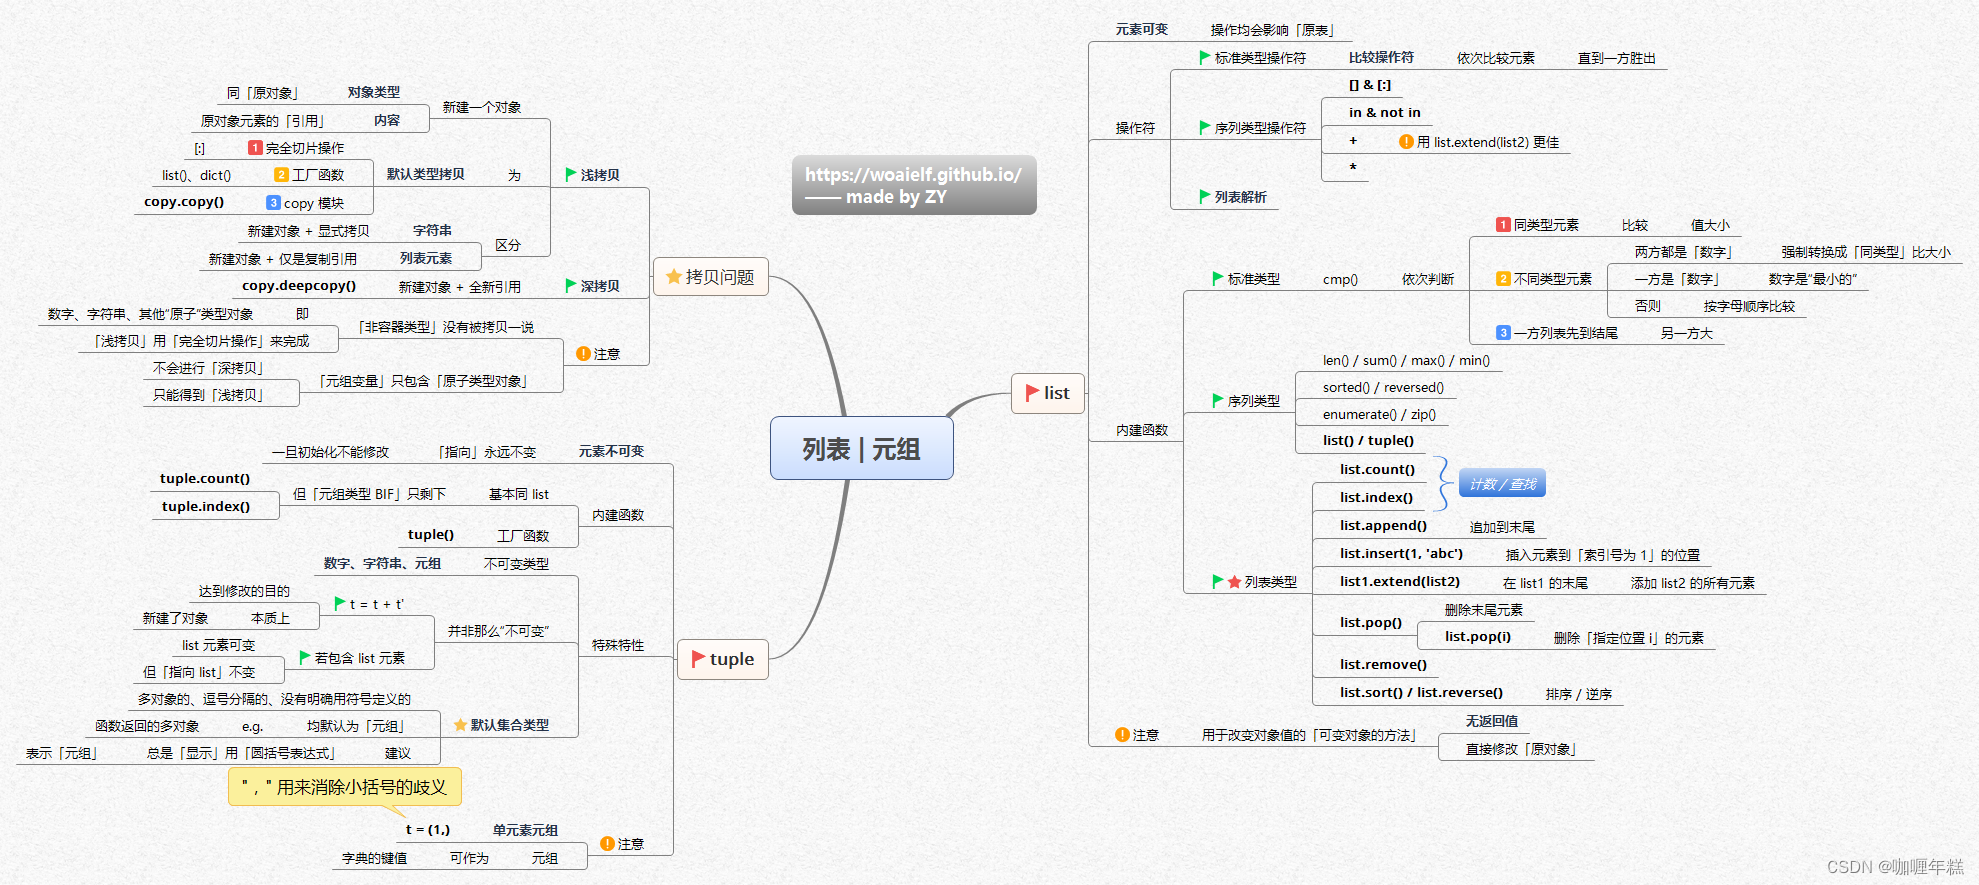 列表 | 元组
https://woaielf.github.io/
—— made by ZY
list
元素可变 操作均会影响「原表」
操作符
标准类型操作符 比较操作符 依次比较元素 直到一方胜出
序列类型操作符
[] & [:]
in & not in
+ 用 list.extend(list2) 更佳
*
列表解析
内建函数
标准类型 cmp() 依次判断
1 同类型元素 比较 值大小
2 不同类型元素
两方都是「数字」 强制转换成「同类型」比大小
一方是「数字」 数字是“最小的”
否则 按字母顺序比较
3 一方列表先到结尾 另一方大
序列类型
len() / sum() / max() / min()
sorted() / reversed()
enumerate() / zip()
list() / tuple()
列表类型
list.count()
list.index()
计数 / 查找
list.append() 追加到末尾
list.insert(1, 'abc') 插入元素到「索引号为 1」的位置
list1.extend(list2) 在 list1 的末尾 添加 list2 的所有元素
list.pop()
删除末尾元素
list.pop(i) 删除「指定位置 i」的元素
list.remove()
list.sort() / list.reverse() 排序 / 逆序
! 注意 用于改变对象值的「可变对象的方法」
无返回值
直接修改「原对象」
拷贝问题
浅拷贝
新建一个对象
同「原对象」 对象类型
原对象元素的「引用」 内容
默认类型拷贝 为
[:] 1 完全切片操作
list()、dict() 2 工厂函数
copy.copy() 3 copy 模块
区分
新建对象 + 显式拷贝 字符串
新建对象 + 仅是复制引用 列表元素
copy.deepcopy() 新建对象 + 全新引用 深拷贝
! 注意
「非容器类型」没有被拷贝一说
数字、字符串、其他“原子”类型对象 即
「浅拷贝」用「完全切片操作」来完成
「元组变量」只包含「原子类型对象」
不会进行「深拷贝」
只能得到「浅拷贝」
tuple
一旦初始化不能修改 「指向」永远不变 元素不可变
内建函数
但「元组类型 BIF」只剩下 基本同 list
tuple.count()
tuple.index()
tuple() 工厂函数
特殊特性
数字、字符串、元组 不可变类型
并非那么“不可变”
t = t + t'
达到修改的目的
新建了对象 本质上
若包含 list 元素
list 元素可变
但「指向 list」不变
默认集合类型
多对象的、逗号分隔的、没有明确用符号定义的
函数返回的多对象 e.g. 均默认为「元组」
表示「元组」 总是「显示」用「圆括号表达式」 建议
" , " 用来消除小括号的歧义
! 注意
t = (1,) 单元素元组
字典的键值 可作为 元组
CSDN @咖喱年糕